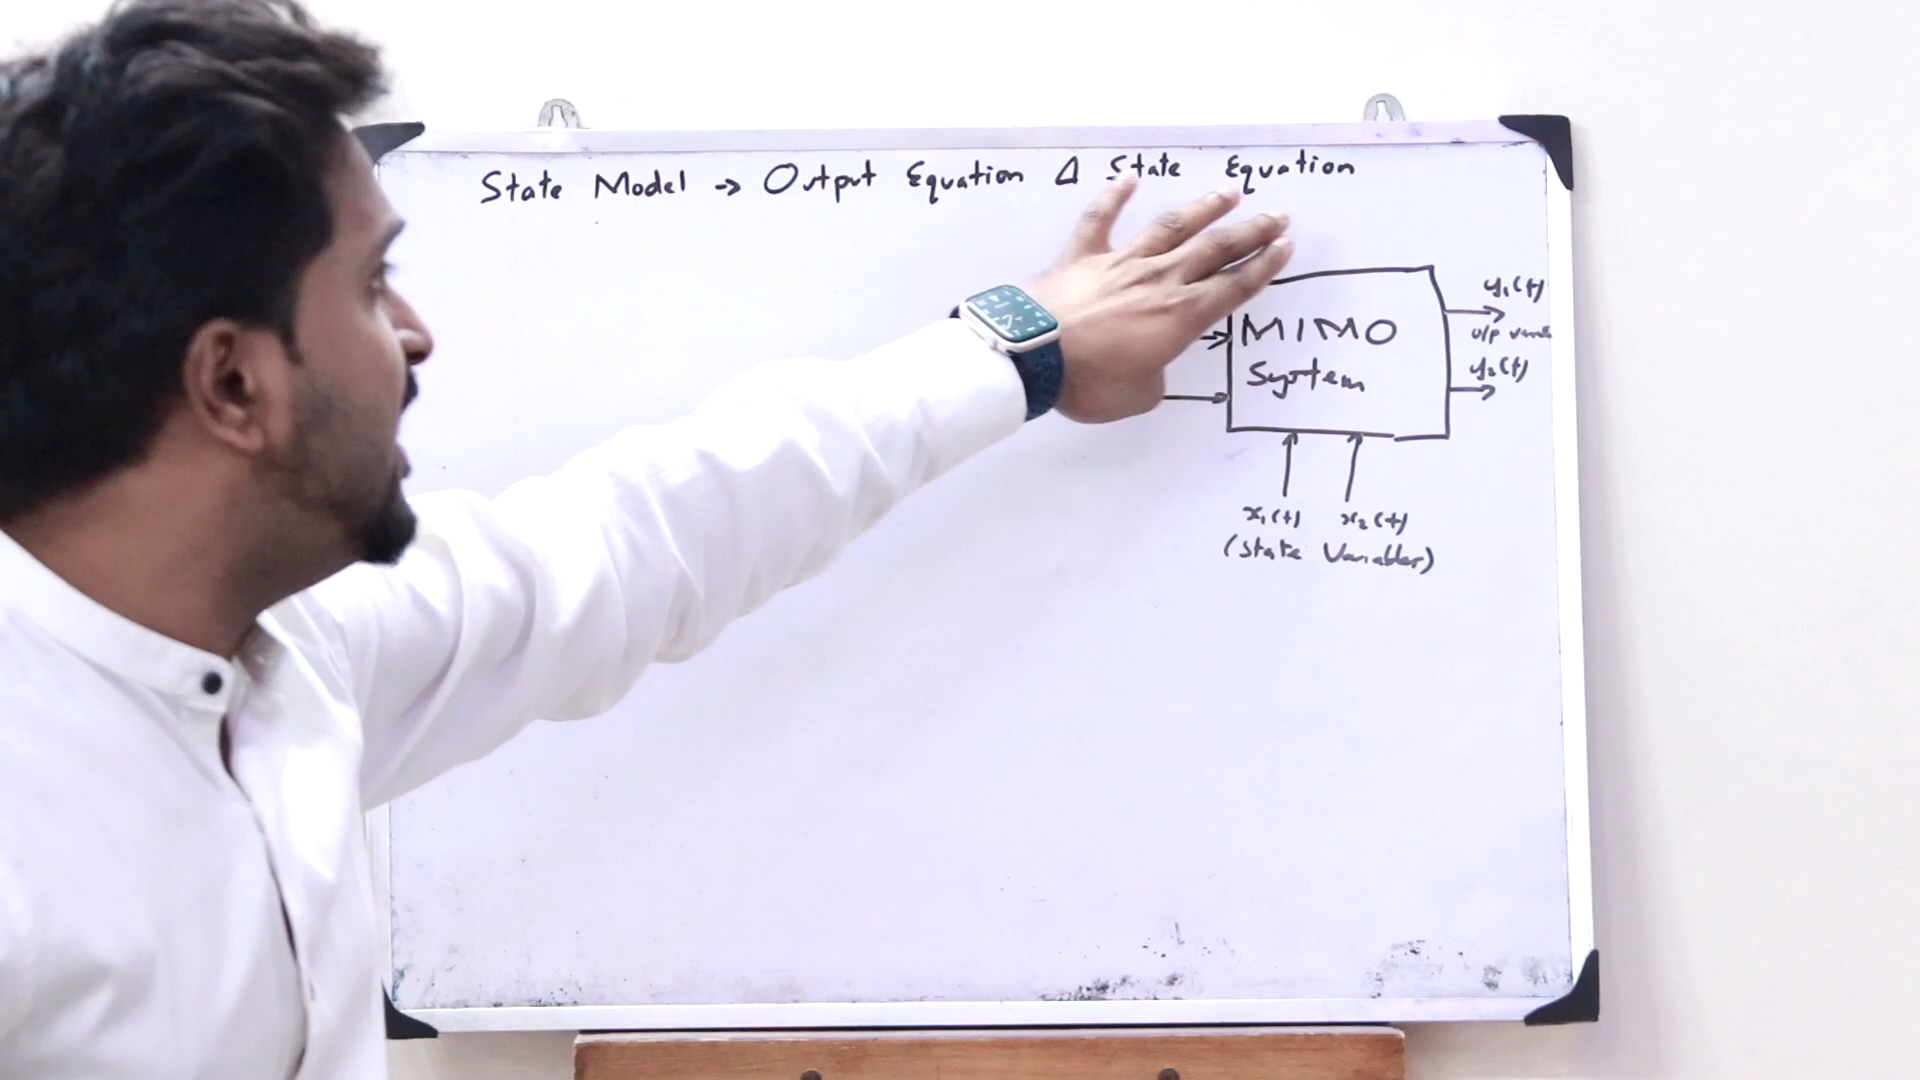 State Model → Output Equation & State Equation
MIMO
System
y₁(t)
o/p
y₂(t)
x₁(t) x₂(t)
(State Variables)